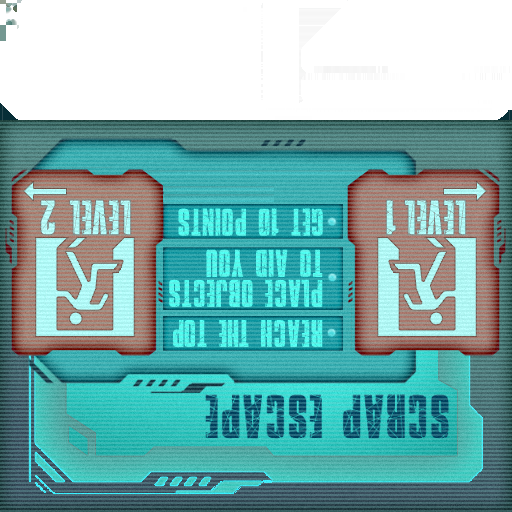 SCRAP ESCAPE
REACH THE TOP
PLACE OBJECTS
TO AID YOU
GET 10 POINTS
LEVEL 1
LEVEL 2